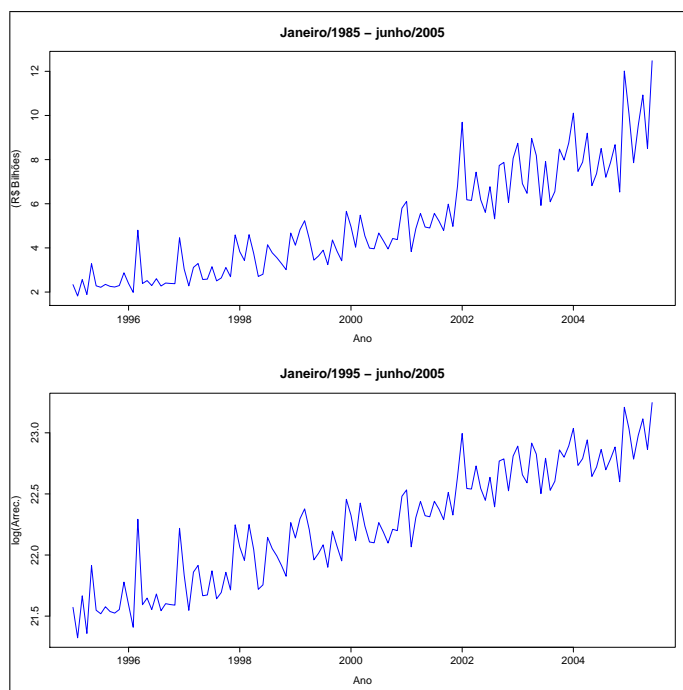 Janeiro/1985 − junho/2005
(R$ Bilhões)
12
10
8
6
4
2
1996 1998 2000 2002 2004
Ano
Janeiro/1995 − junho/2005
log(Arrec.)
23.0
22.5
22.0
21.5
1996 1998 2000 2002 2004
Ano